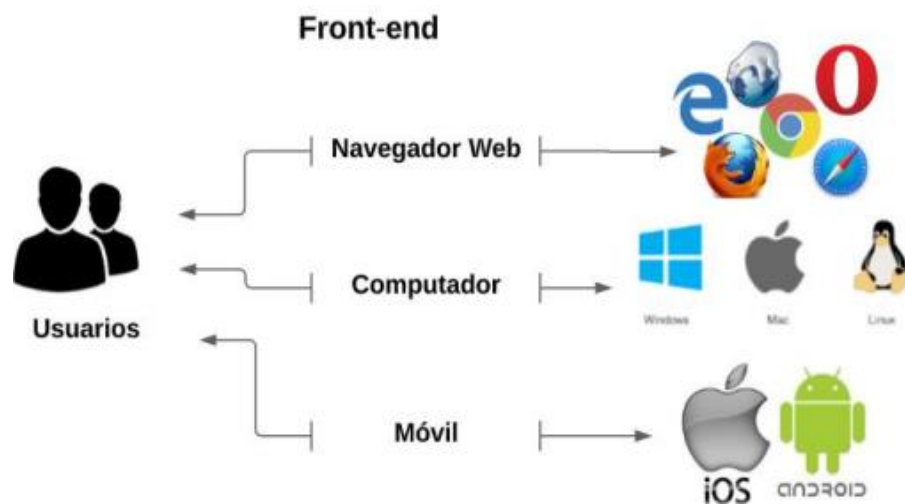 Front-end
Navegador Web
Usuarios
Computador
Windows
Mac
Linux
Móvil
iOS
ANDROID